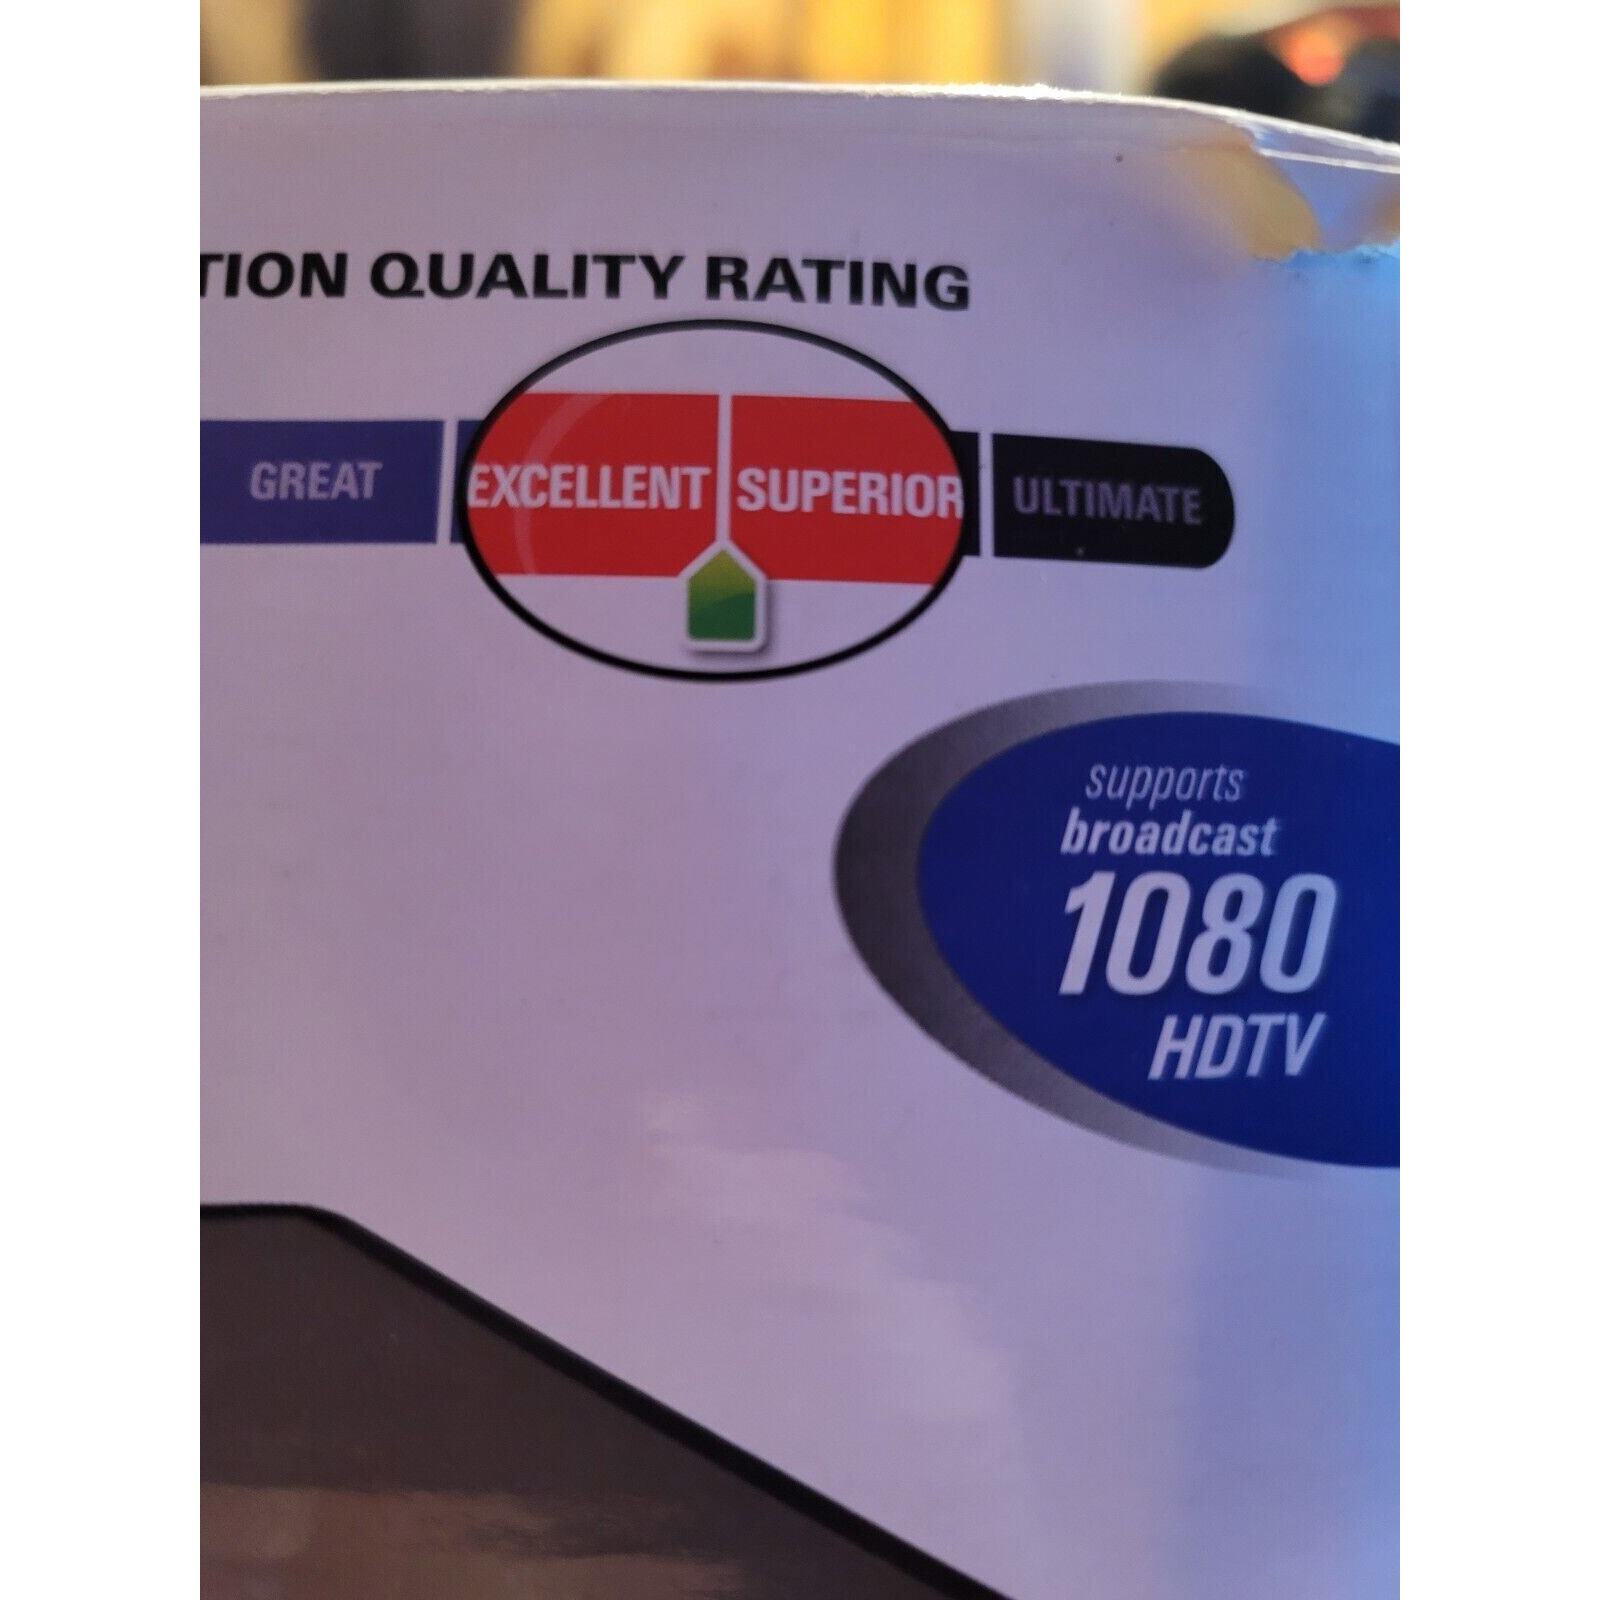 TION QUALITY RATING
GREAT EXCELLENT SUPERIOR ULTIMATE
supports
broadcast
1080
HDTV